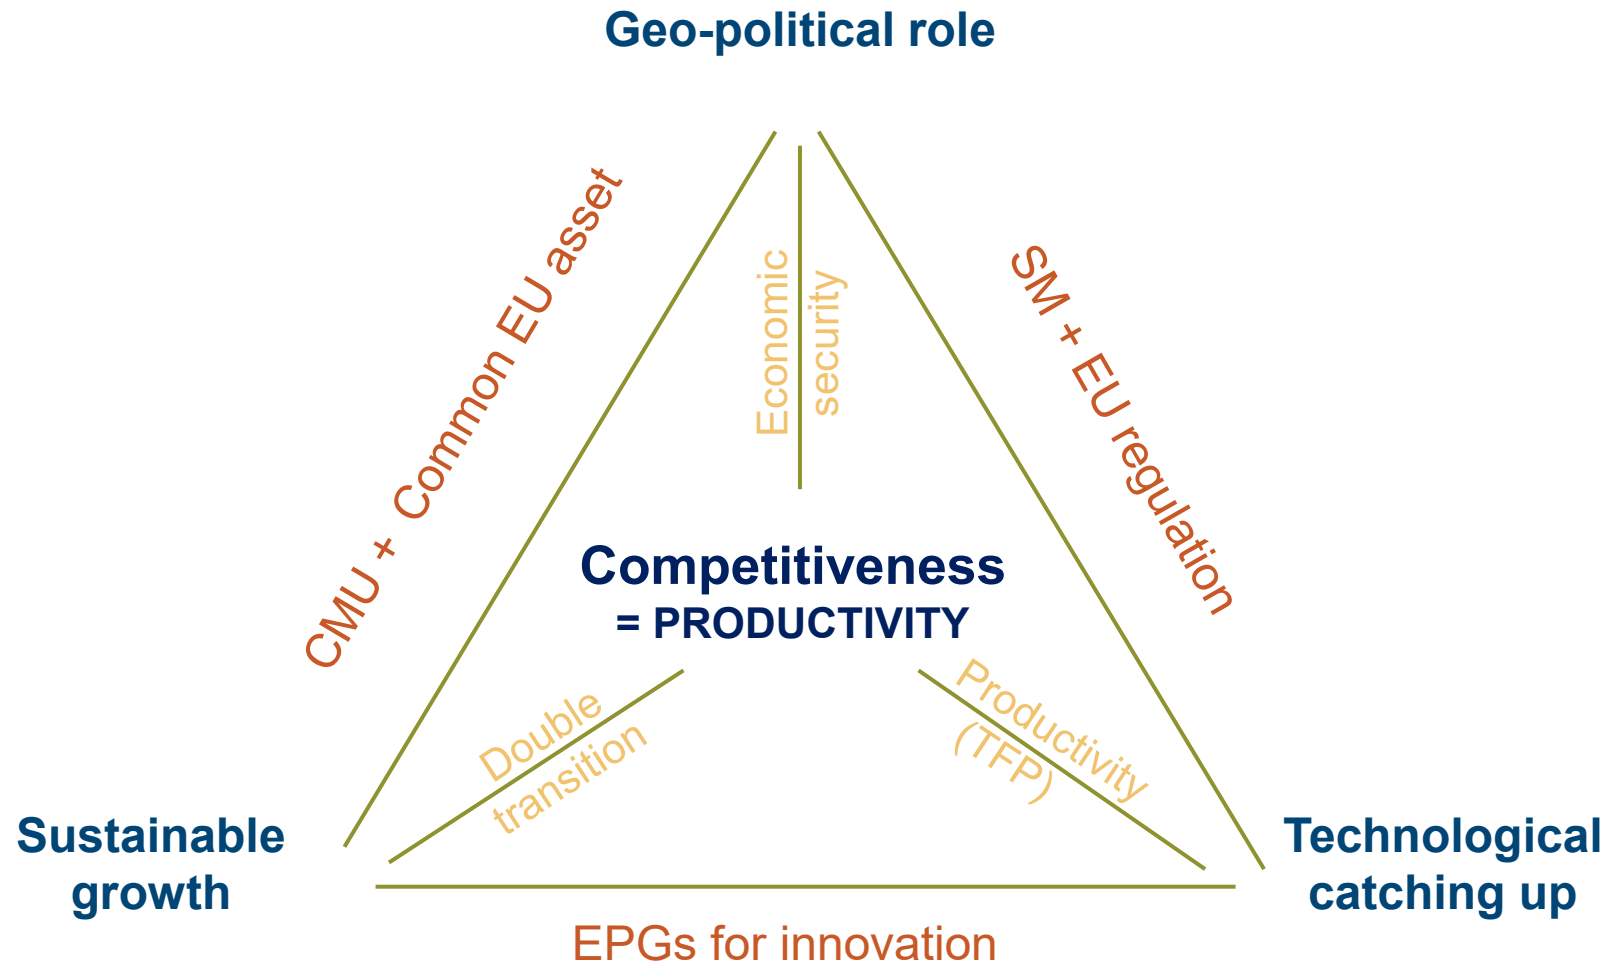 Geo-political role
CMU + Common EU asset
Economic
security
SM + EU regulation
Competitiveness
= PRODUCTIVITY
Double
transition
Productivity
(TFP)
Sustainable
growth
Technological
catching up
EPGs for innovation